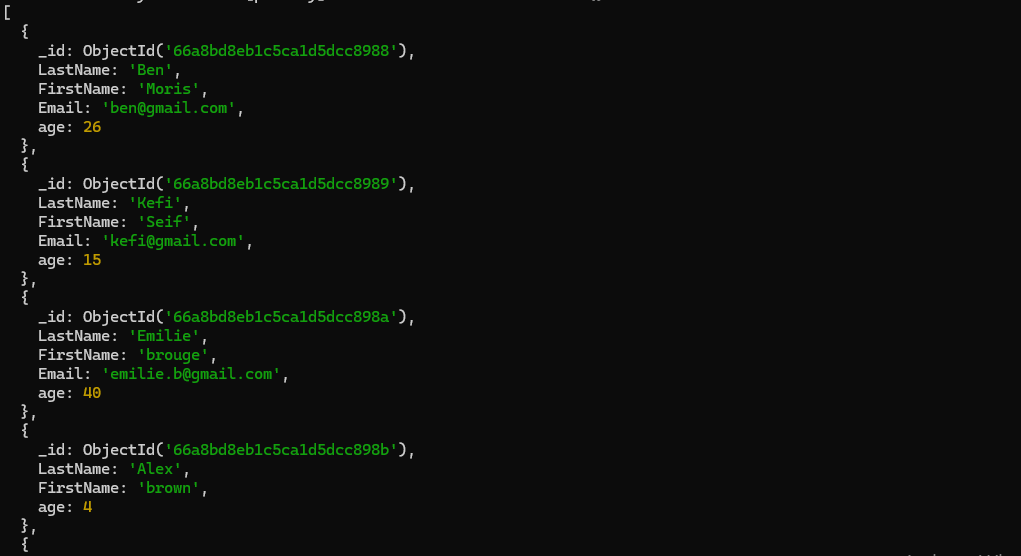 [
{
_id: ObjectId('66a8bd8eb1c5ca1d5dcc8988'),
LastName: 'Ben',
FirstName: 'Moris',
Email: 'ben@gmail.com',
age: 26
},
{
_id: ObjectId('66a8bd8eb1c5ca1d5dcc8989'),
LastName: 'Kefi',
FirstName: 'Seif',
Email: 'kefi@gmail.com',
age: 15
},
{
_id: ObjectId('66a8bd8eb1c5ca1d5dcc898a'),
LastName: 'Emilie',
FirstName: 'brouge',
Email: 'emilie.b@gmail.com',
age: 40
},
{
_id: ObjectId('66a8bd8eb1c5ca1d5dcc898b'),
LastName: 'Alex',
FirstName: 'brown',
age: 4
},
{